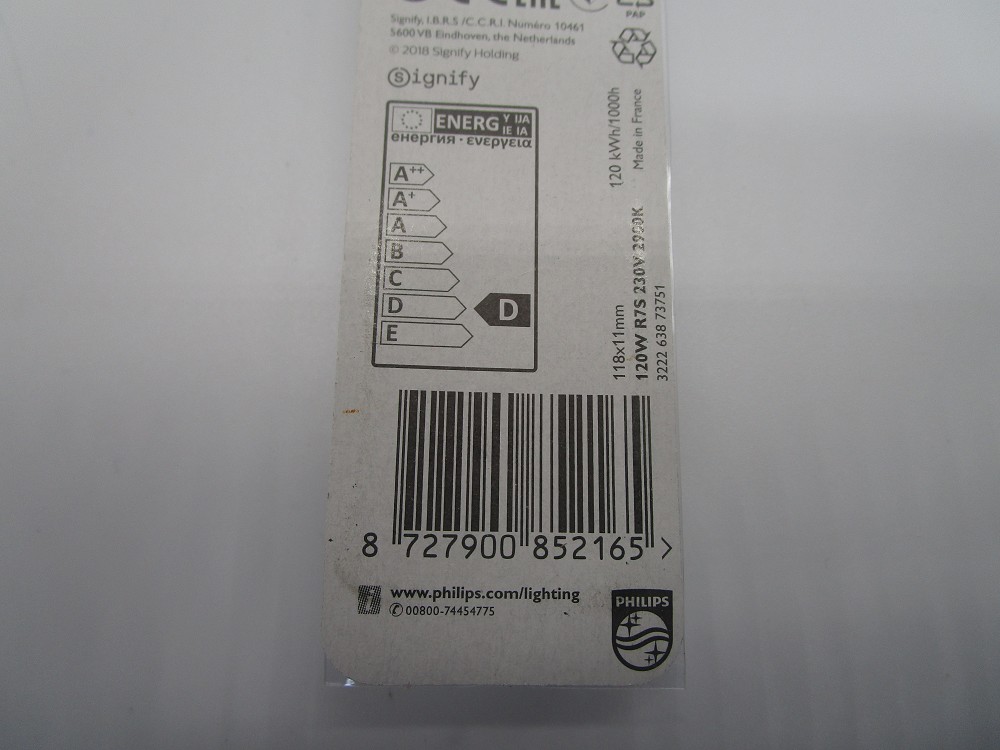 PAP
Signify, I.B.R.S /C.C.R.I. Numéro 10461
5600 VB Eindhoven, the Netherlands
© 2018 Signify Holding
Signify
ENERG Y IJA
IE IA
енергия · ενεργεια
A++
A+
A
B
C
D
D
E
120 kWh/1000h
Made in France
118x11mm
120W R7S 230V 2900K
3222 638 73751
8 727900 852165 >
www.philips.com/lighting
✆ 00800-74454775
PHILIPS